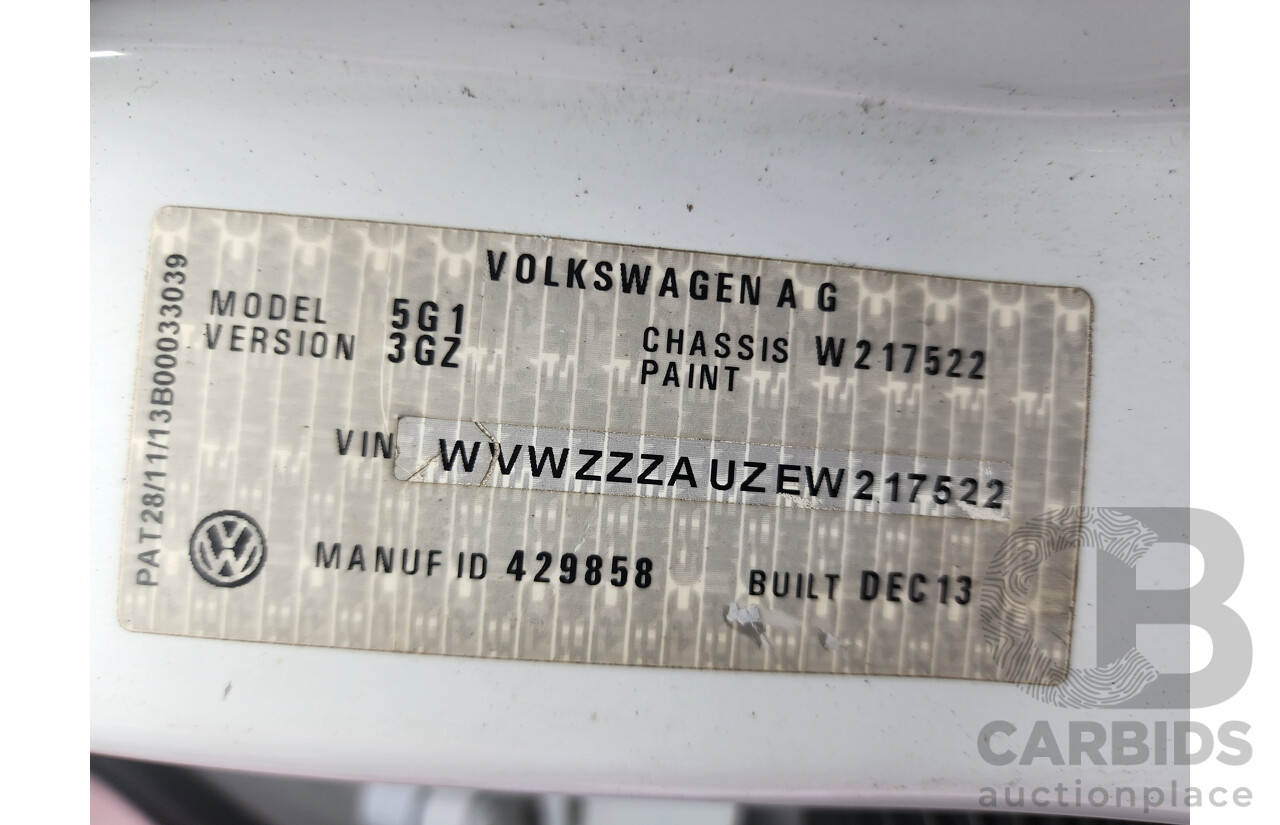 VOLKSWAGEN A G
MODEL 5G1
VERSION 3GZ
CHASSIS W217522
PAINT
VIN WVWZZZAUZEW217522
MANUF ID 429858
BUILT DEC13
PAT28/11/13B00033039
CB
CARBIDS
auctionplace